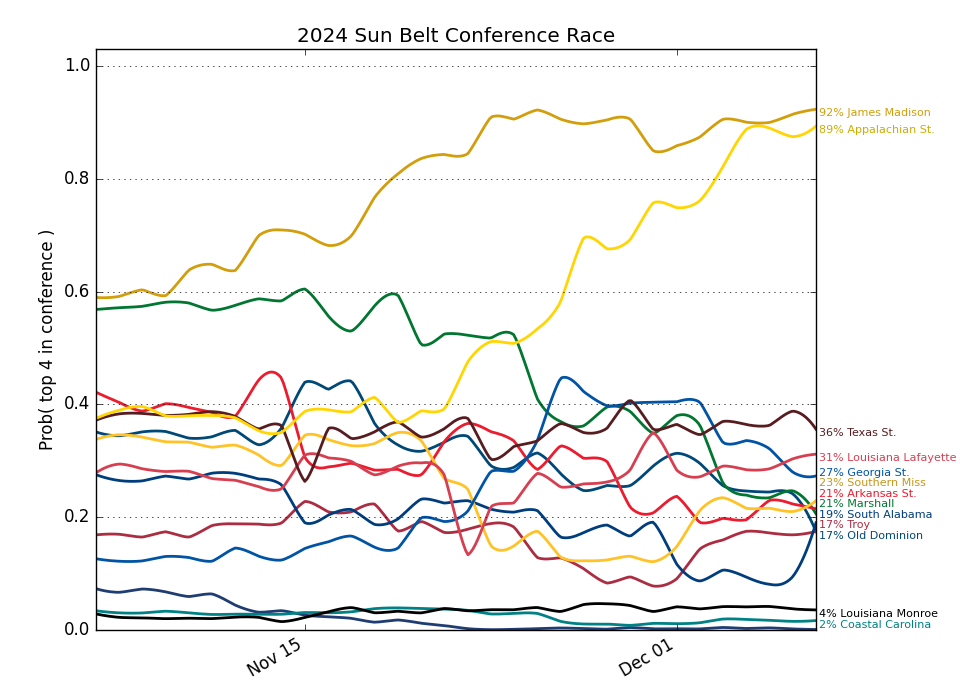 2024 Sun Belt Conference Race
Prob( top 4 in conference )
1.0
0.8
0.6
0.4
0.2
0.0
Nov 15
Dec 01
92% James Madison
89% Appalachian St.
36% Texas St.
31% Louisiana Lafayette
27% Georgia St.
23% Southern Miss
21% Arkansas St.
21% Marshall
19% South Alabama
17% Troy
17% Old Dominion
4% Louisiana Monroe
2% Coastal Carolina